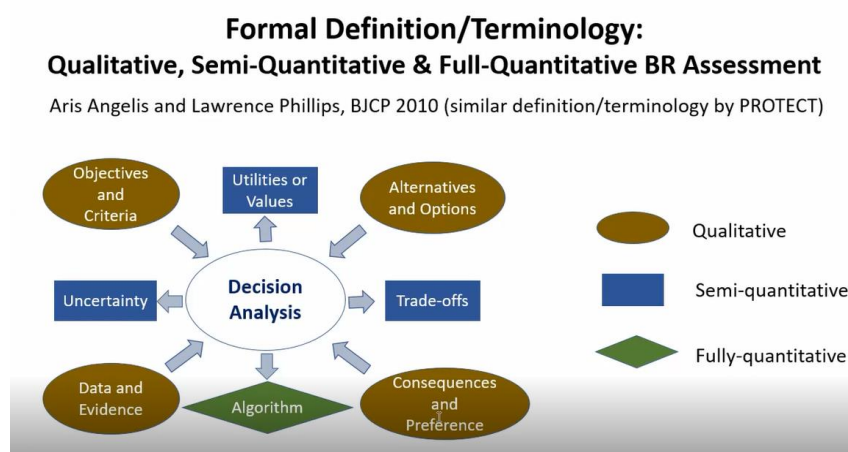 Formal Definition/Terminology:
Qualitative, Semi-Quantitative & Full-Quantitative BR Assessment
Aris Angelis and Lawrence Phillips, BJCP 2010 (similar definition/terminology by PROTECT)
Objectives
and
Criteria
Utilities or
Values
Alternatives
and Options
Qualitative
Uncertainty
Decision
Analysis
Trade-offs
Semi-quantitative
Data and
Evidence
Algorithm
Consequences
and
Preference
Fully-quantitative